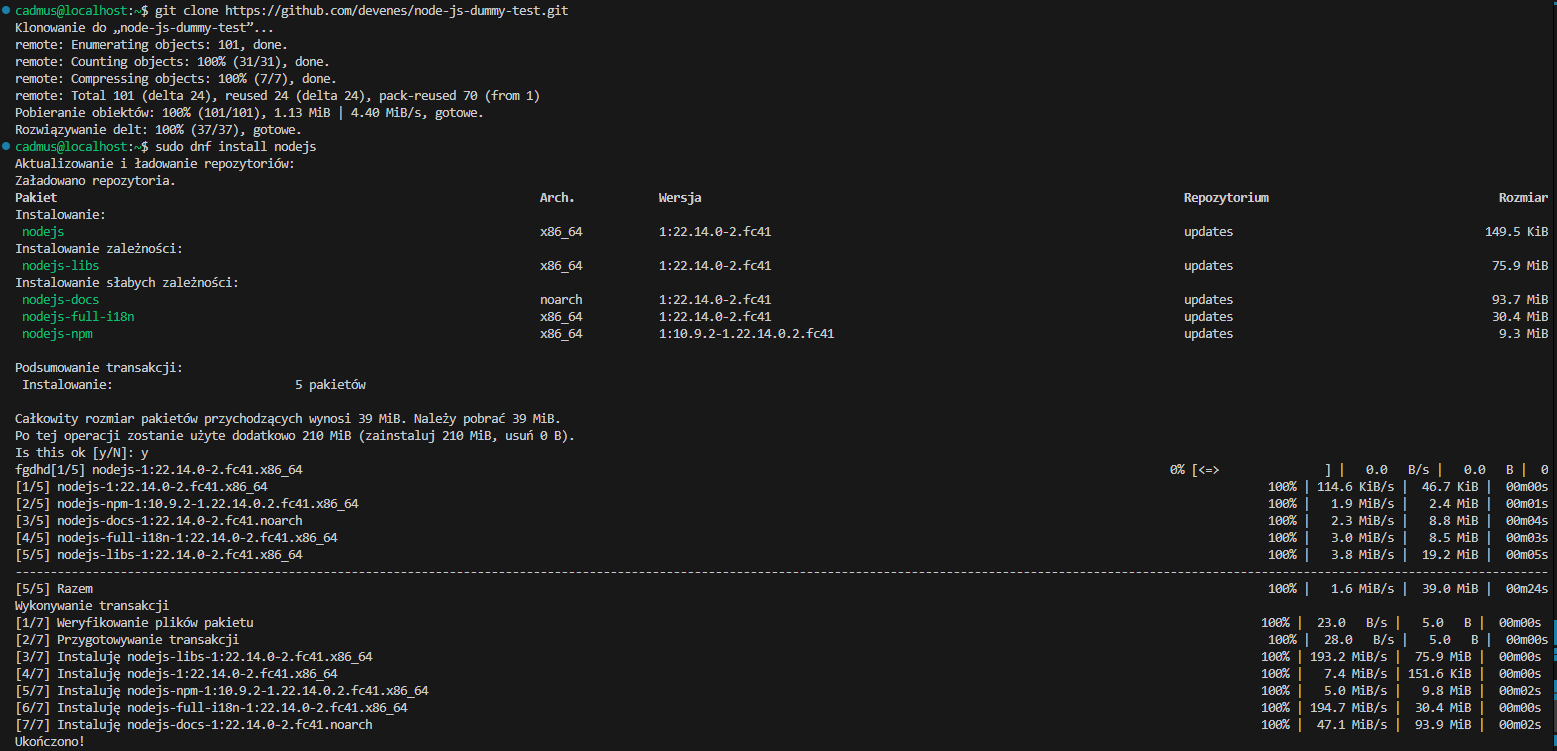 cadmus@localhost:~$ git clone https://github.com/devenes/node-js-dummy-test.git
Klonowanie do „node-js-dummy-test”...
remote: Enumerating objects: 101, done.
remote: Counting objects: 100% (31/31), done.
remote: Compressing objects: 100% (7/7), done.
remote: Total 101 (delta 24), reused 24 (delta 24), pack-reused 70 (from 1)
Pobieranie obiektów: 100% (101/101), 1.13 MiB | 4.40 MiB/s, gotowe.
Rozwiązywanie delt: 100% (37/37), gotowe.
cadmus@localhost:~$ sudo dnf install nodejs
Aktualizowanie i ładowanie repozytoriów:
Załadowano repozytoria.
Pakiet Arch. Wersja Repozytorium Rozmiar
Instalowanie:
nodejs x86_64 1:22.14.0-2.fc41 updates 149.5 KiB
Instalowanie zależności:
nodejs-libs x86_64 1:22.14.0-2.fc41 updates 75.9 MiB
Instalowanie słabych zależności:
nodejs-docs noarch 1:22.14.0-2.fc41 updates 93.7 MiB
nodejs-full-i18n x86_64 1:22.14.0-2.fc41 updates 30.4 MiB
nodejs-npm x86_64 1:10.9.2-1.22.14.0.2.fc41 updates 9.3 MiB
Podsumowanie transakcji:
Instalowanie: 5 pakietów
Całkowity rozmiar pakietów przychodzących wynosi 39 MiB. Należy pobrać 39 MiB.
Po tej operacji zostanie użyte dodatkowo 210 MiB (zainstaluj 210 MiB, usuń 0 B).
Is this ok [y/N]: y
fgdhd[1/5] nodejs-1:22.14.0-2.fc41.x86_64 0% [<=> ] | 0.0 B/s | 0.0 B | 0
[1/5] nodejs-1:22.14.0-2.fc41.x86_64 100% | 114.6 KiB/s | 46.7 KiB | 00m00s
[2/5] nodejs-npm-1:10.9.2-1.22.14.0.2.fc41.x86_64 100% | 1.9 MiB/s | 2.4 MiB | 00m01s
[3/5] nodejs-docs-1:22.14.0-2.fc41.noarch 100% | 2.3 MiB/s | 8.8 MiB | 00m04s
[4/5] nodejs-full-i18n-1:22.14.0-2.fc41.x86_64 100% | 3.0 MiB/s | 8.5 MiB | 00m03s
[5/5] nodejs-libs-1:22.14.0-2.fc41.x86_64 100% | 3.8 MiB/s | 19.2 MiB | 00m05s
[5/5] Razem 100% | 1.6 MiB/s | 39.0 MiB | 00m24s
Wykonywanie transakcji
[1/7] Weryfikowanie plików pakietu 100% | 23.0 B/s | 5.0 B | 00m00s
[2/7] Przygotowywanie transakcji 100% | 28.0 B/s | 5.0 B | 00m00s
[3/7] Instaluję nodejs-libs-1:22.14.0-2.fc41.x86_64 100% | 193.2 MiB/s | 75.9 MiB | 00m00s
[4/7] Instaluję nodejs-1:22.14.0-2.fc41.x86_64 100% | 7.4 MiB/s | 151.6 KiB | 00m00s
[5/7] Instaluję nodejs-npm-1:10.9.2-1.22.14.0.2.fc41.x86_64 100% | 5.0 MiB/s | 9.8 MiB | 00m02s
[6/7] Instaluję nodejs-full-i18n-1:22.14.0-2.fc41.x86_64 100% | 194.7 MiB/s | 30.4 MiB | 00m00s
[7/7] Instaluję nodejs-docs-1:22.14.0-2.fc41.noarch 100% | 47.1 MiB/s | 93.9 MiB | 00m02s
Ukończono!